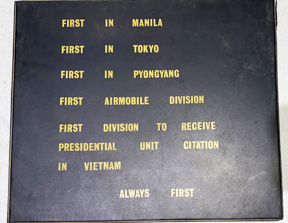 FIRST IN MANILA
FIRST IN TOKYO
FIRST IN PYONGYANG
FIRST AIRMOBILE DIVISION
FIRST DIVISION TO RECEIVE
PRESIDENTIAL UNIT CITATION
IN VIETNAM
ALWAYS FIRST